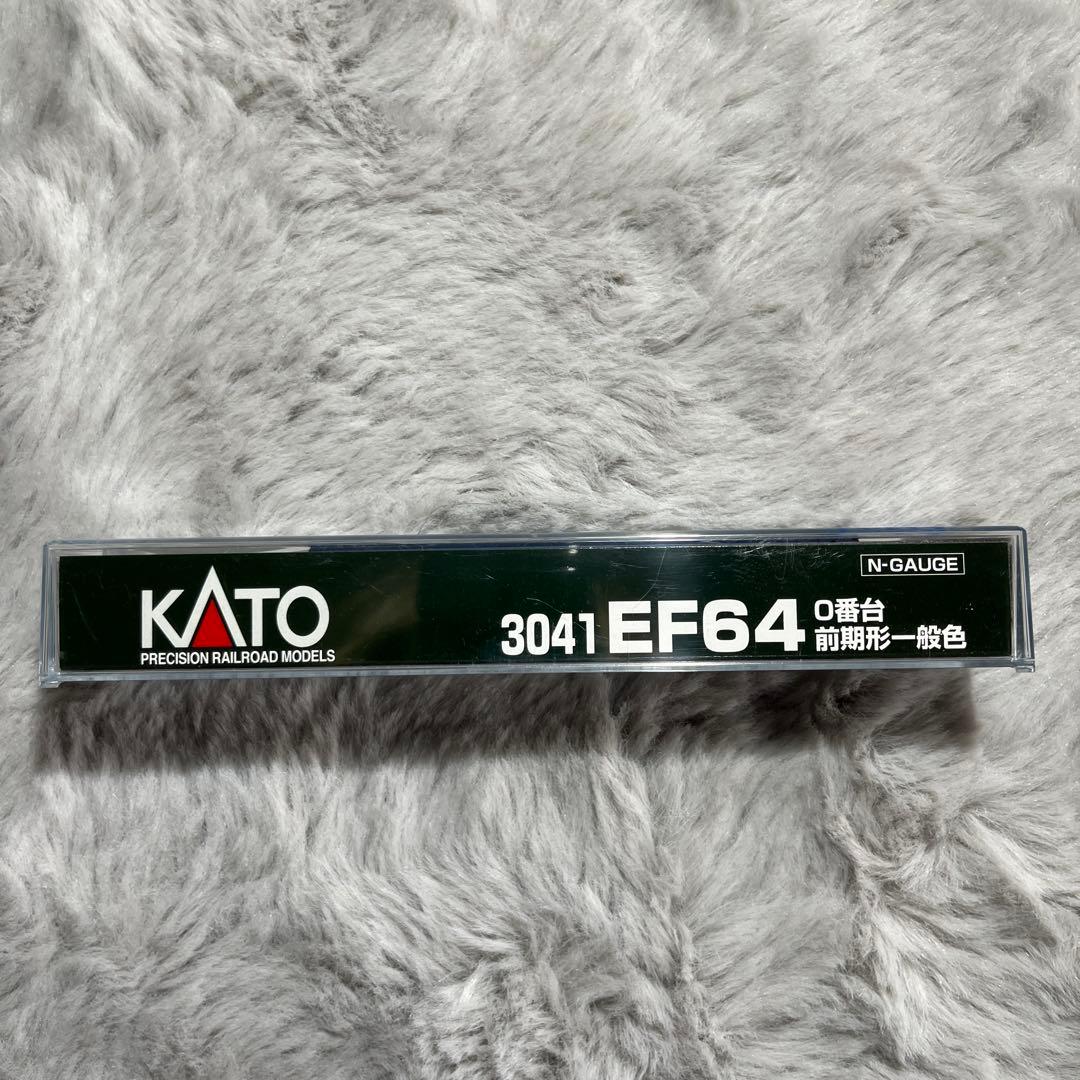 N-GAUGE
KATO
PRECISION RAILROAD MODELS
3041 EF64 0番台
前期形一般色